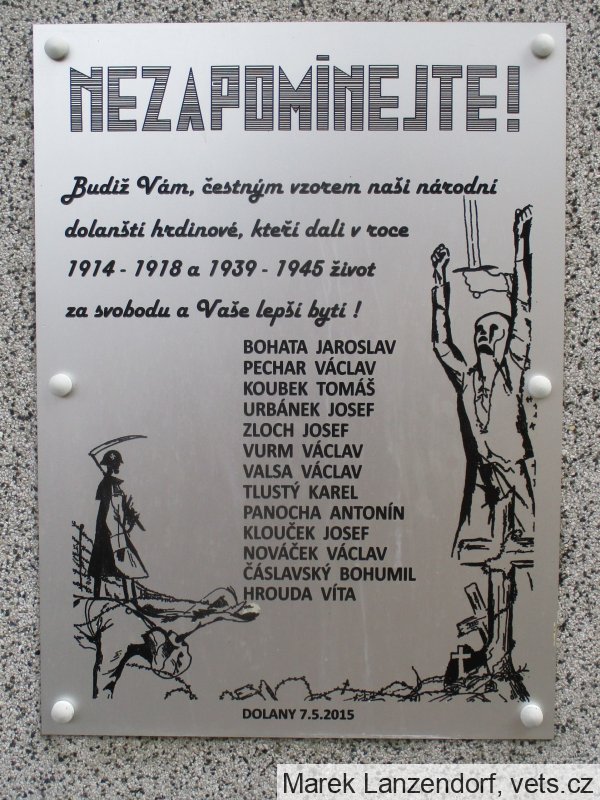 NEZAPOMÍNEJTE!
Budiž Vám, čestným vzorem naši národní
dolanští hrdinové, kteří dali v roce
1914 - 1918 a 1939 - 1945 život
za svobodu a Vaše lepší bytí !
BOHATA JAROSLAV
PECHAR VÁCLAV
KOUBEK TOMÁŠ
URBÁNEK JOSEF
ZLOCH JOSEF
VURM VÁCLAV
VALSA VÁCLAV
TLUSTÝ KAREL
PANOCHA ANTONÍN
KLOUČEK JOSEF
NOVÁČEK VÁCLAV
ČÁSLAVSKÝ BOHUMIL
HROUDA VÍTA
DOLANY 7.5.2015
Marek Lanzendorf, vets.cz